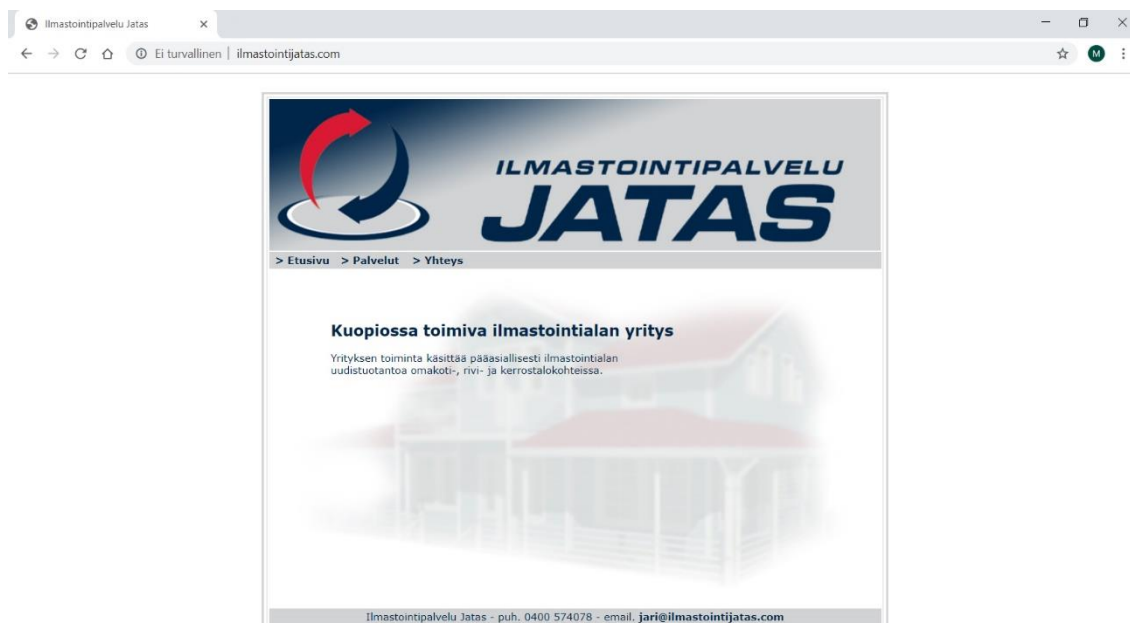 Ilmastointipalvelu Jatas
Ei turvallinen | ilmastointijatas.com
M
ILMASTOINTIPALVELU
JATAS
> Etusivu > Palvelut > Yhteys
Kuopiossa toimiva ilmastointialan yritys
Yrityksen toiminta käsittää pääasiallisesti ilmastointialan
uudistuotantoa omakoti-, rivi- ja kerrostalokohteissa.
Ilmastointipalvelu Jatas - puh. 0400 574078 - email. jari@ilmastointijatas.com